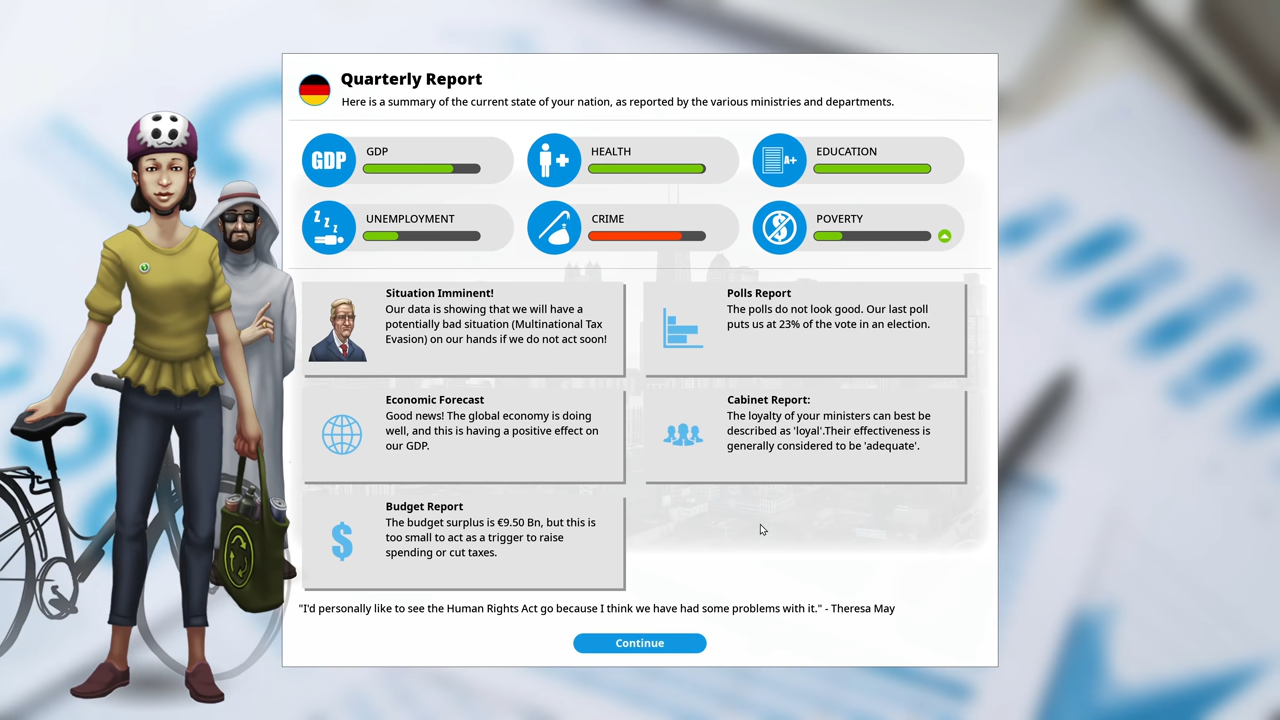 Quarterly Report
Here is a summary of the current state of your nation, as reported by the various ministries and departments.
GDP
GDP
HEALTH
A+
EDUCATION
Z Z Z
UNEMPLOYMENT
CRIME
$
POVERTY
Situation Imminent!
Our data is showing that we will have a
potentially bad situation (Multinational Tax
Evasion) on our hands if we do not act soon!
Polls Report
The polls do not look good. Our last poll
puts us at 23% of the vote in an election.
Economic Forecast
Good news! The global economy is doing
well, and this is having a positive effect on
our GDP.
Cabinet Report:
The loyalty of your ministers can best be
described as 'loyal'.Their effectiveness is
generally considered to be 'adequate'.
$
Budget Report
The budget surplus is €9.50 Bn, but this is
too small to act as a trigger to raise
spending or cut taxes.
"I'd personally like to see the Human Rights Act go because I think we have had some problems with it." - Theresa May
Continue